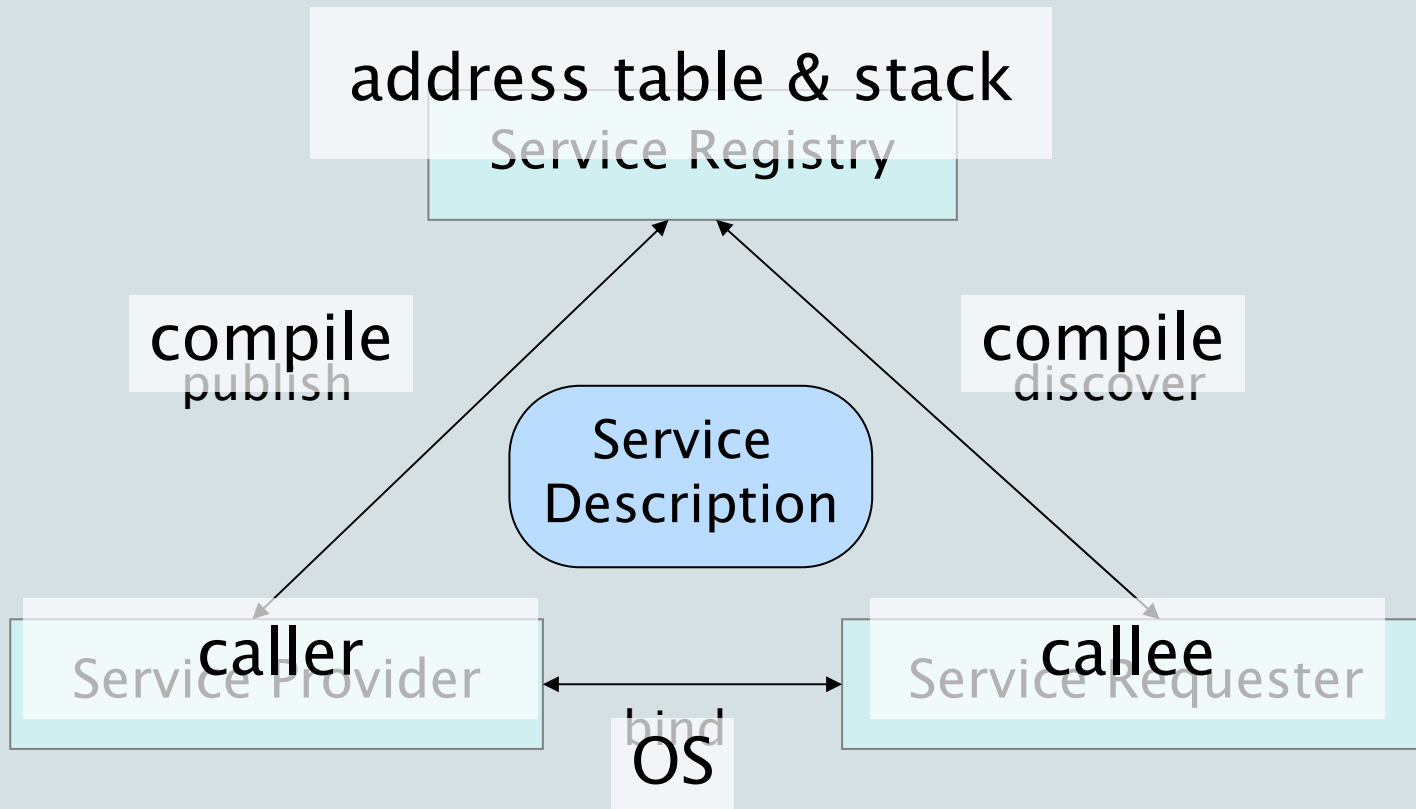 address table & stack
Service Registry
compile
publish
compile
discover
Service
Description
caller
Service Provider
callee
Service Requester
bind
OS